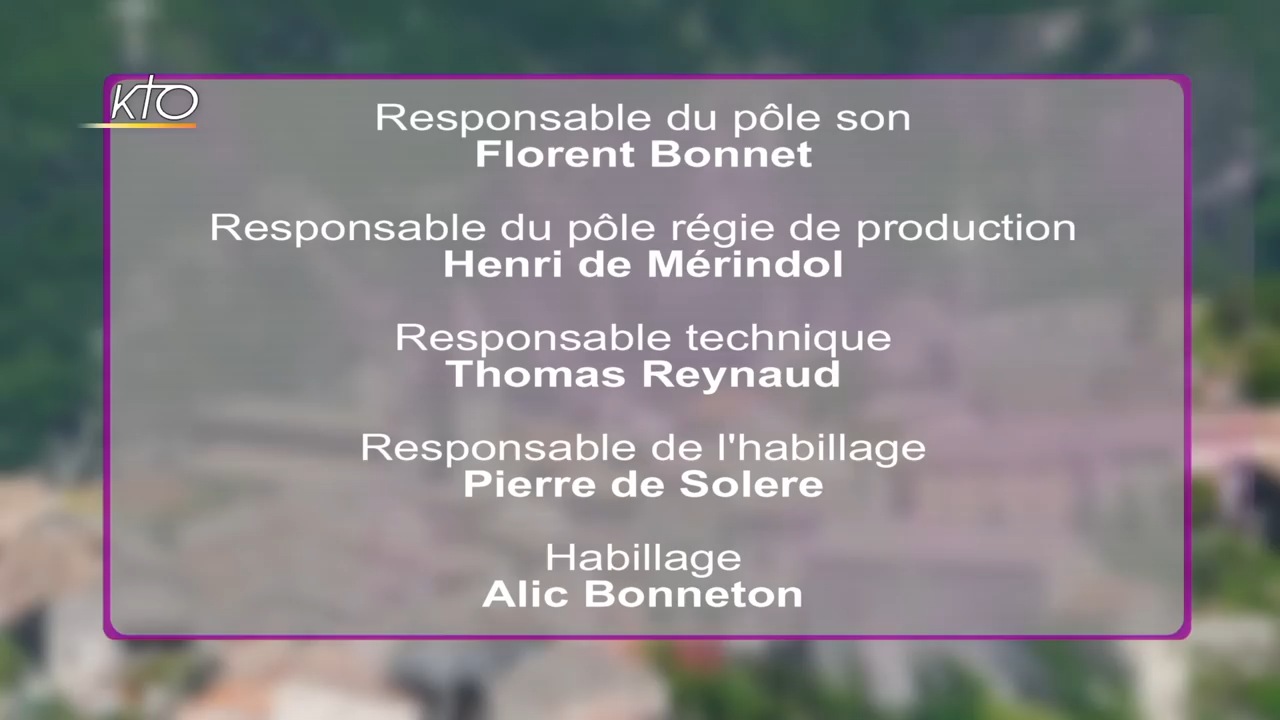 KTO
Responsable du pôle son
Florent Bonnet
Responsable du pôle régie de production
Henri de Mérindol
Responsable technique
Thomas Reynaud
Responsable de l'habillage
Pierre de Solere
Habillage
Alic Bonneton